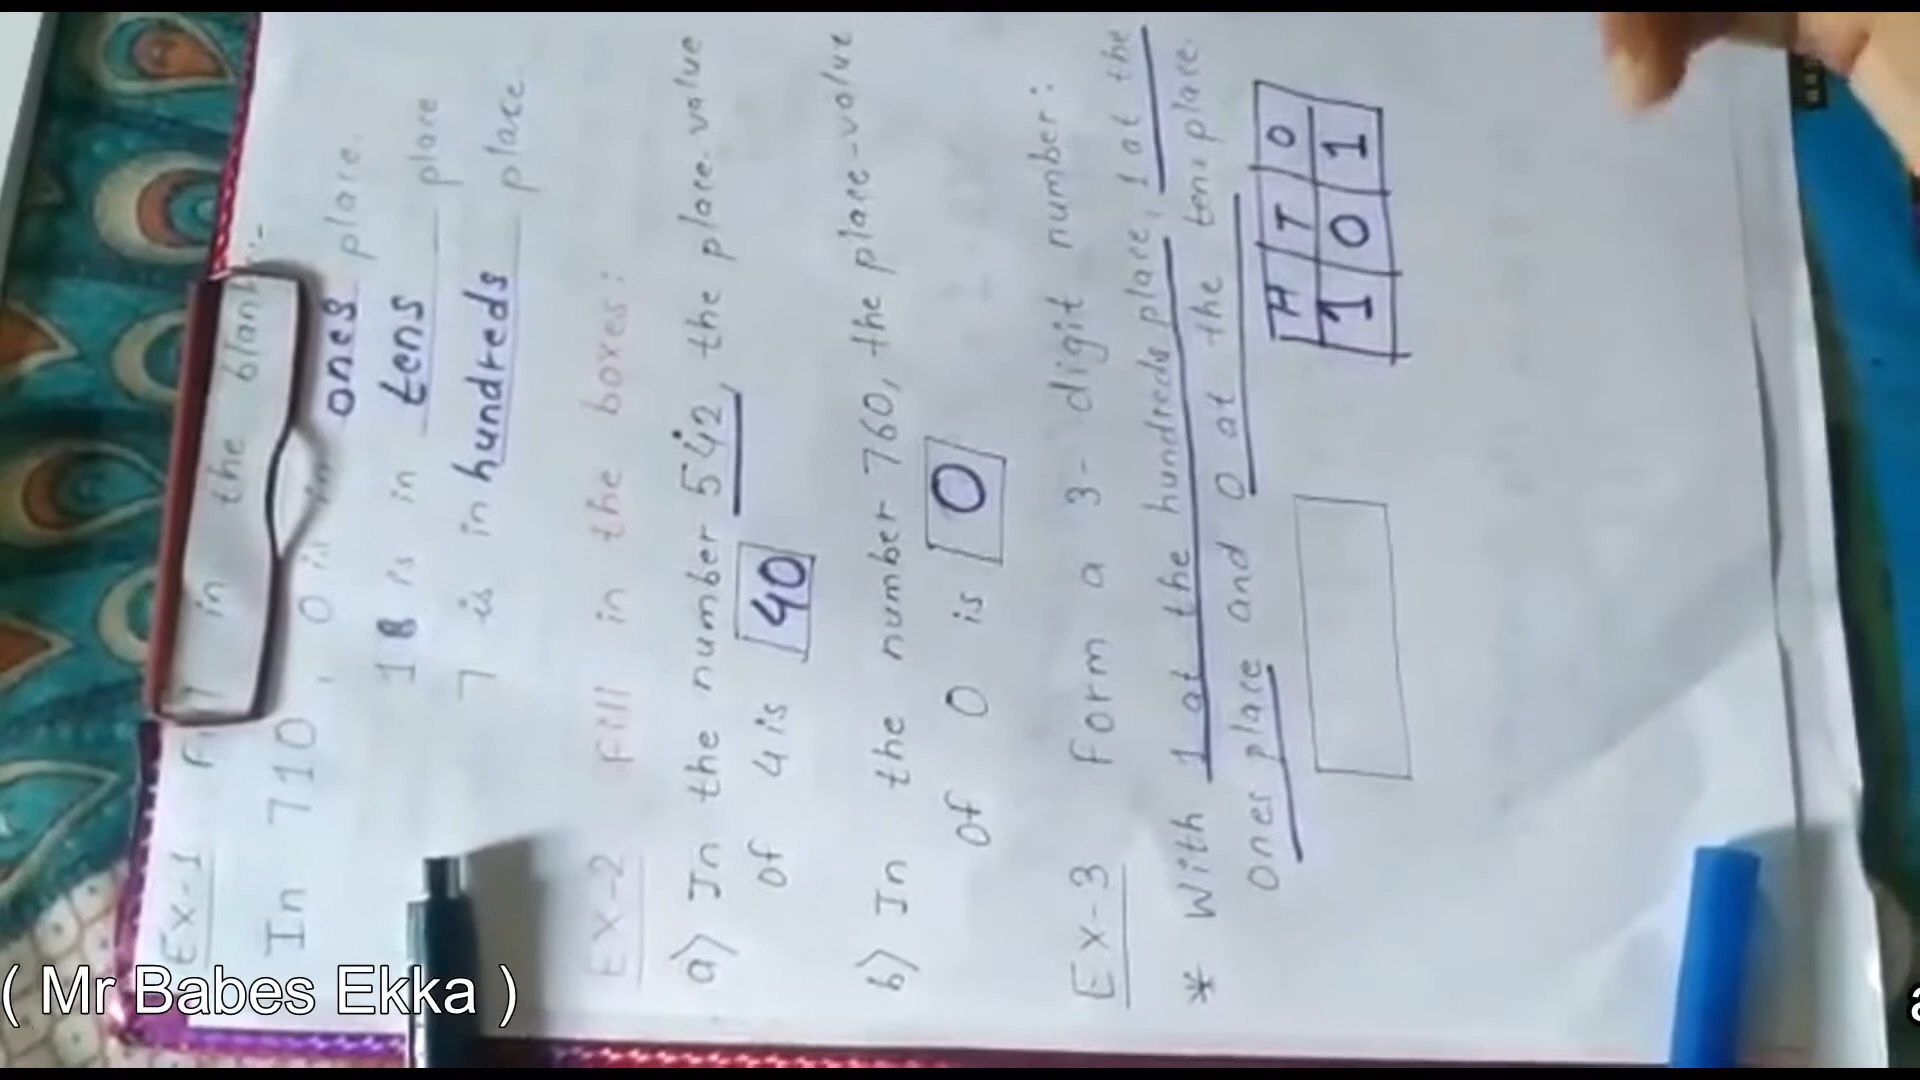 Ex-1 in the blank:-
In 710, 0 is in ones place.
1 is in tens place
7 is in hundreds place.
Ex-2 Fill in the boxes:
a) In the number 542, the place-value
of 4 is 40
b) In the number 760, the place-value
of 0 is 0
Ex-3 Form a 3-digit number:
* With 1 at the hundreds place, 1 at the
ones place and 0 at the tens place.
H T O
1 0 1
( Mr Babes Ekka )